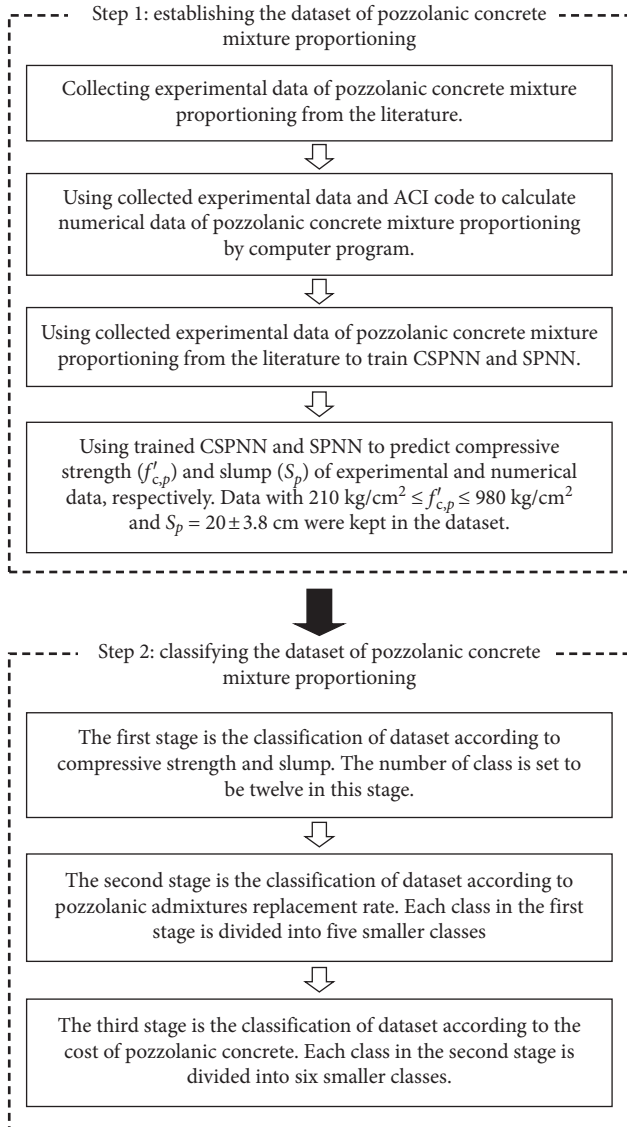 Step 1: establishing the dataset of pozzolanic concrete
mixture proportioning
Collecting experimental data of pozzolanic concrete mixture
proportioning from the literature.
Using collected experimental data and ACI code to calculate
numerical data of pozzolanic concrete mixture proportioning
by computer program.
Using collected experimental data of pozzolanic concrete mixture
proportioning from the literature to train CSPNN and SPNN.
Using trained CSPNN and SPNN to predict compressive
strength (f′c,p) and slump (Sp) of experimental and numerical
data, respectively. Data with 210 kg/cm² ≤ f′c,p ≤ 980 kg/cm²
and Sp = 20 ± 3.8 cm were kept in the dataset.
Step 2: classifying the dataset of pozzolanic concrete
mixture proportioning
The first stage is the classification of dataset according to
compressive strength and slump. The number of class is set to
be twelve in this stage.
The second stage is the classification of dataset according to
pozzolanic admixtures replacement rate. Each class in the first
stage is divided into five smaller classes
The third stage is the classification of dataset according to the
cost of pozzolanic concrete. Each class in the second stage is
divided into six smaller classes.